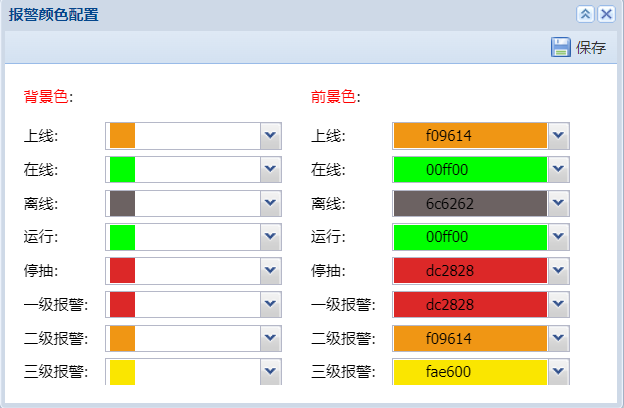 报警颜色配置
保存
背景色: 前景色:
上线: 上线: f09614
在线: 在线: 00ff00
离线: 离线: 6c6262
运行: 运行: 00ff00
停抽: 停抽: dc2828
一级报警: 一级报警: dc2828
二级报警: 二级报警: f09614
三级报警: 三级报警: fae600